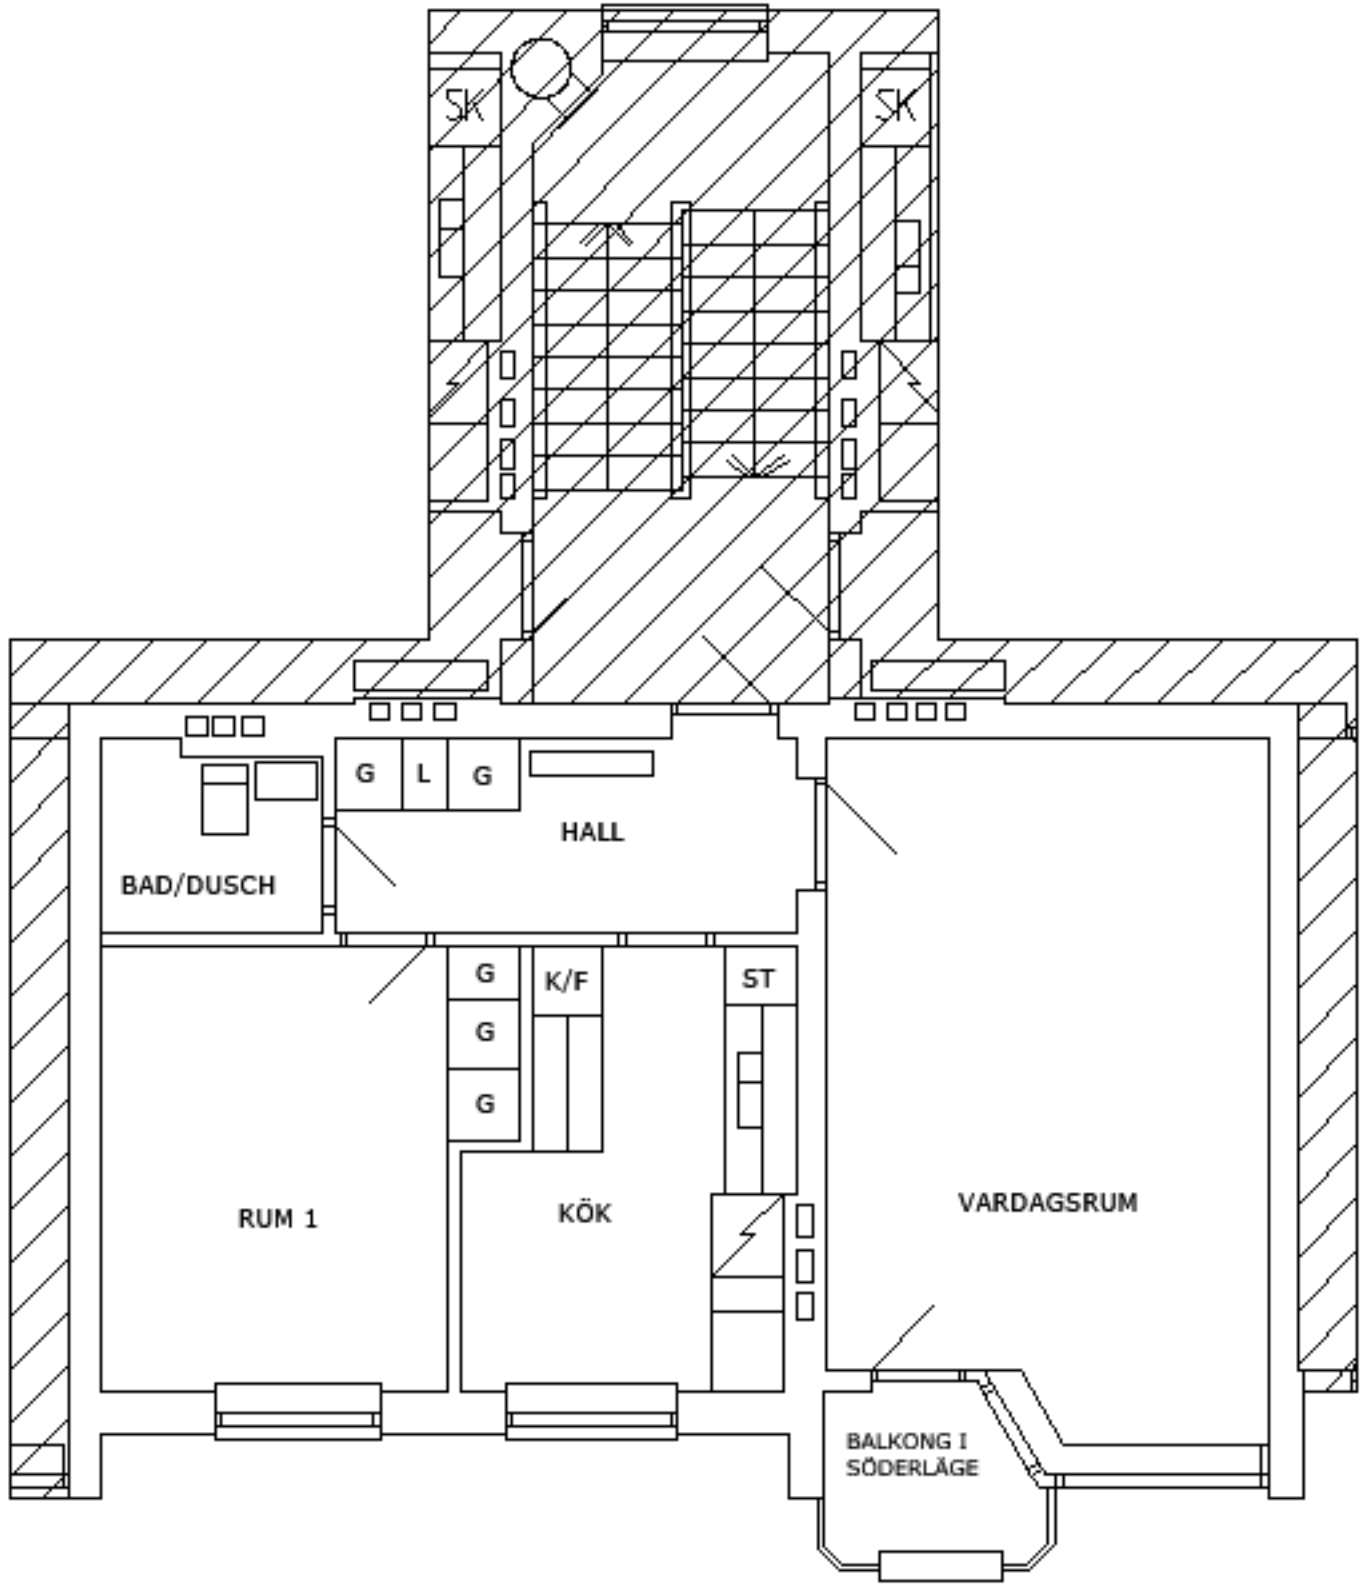 SK
SK
G L G
HALL
BAD/DUSCH
G
K/F
ST
G
G
VARDAGSRUM
RUM 1
KÖK
BALKONG I
SÖDERLÄGE